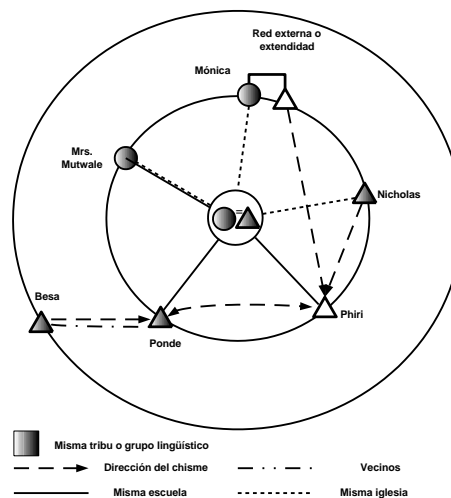 Red externa o
extendidad
Mónica
Mrs.
Mutwale
=
Nicholas
Besa
Ponde
Phiri
Misma tribu o grupo lingüístico
Dirección del chisme
Vecinos
Misma escuela
Misma iglesia